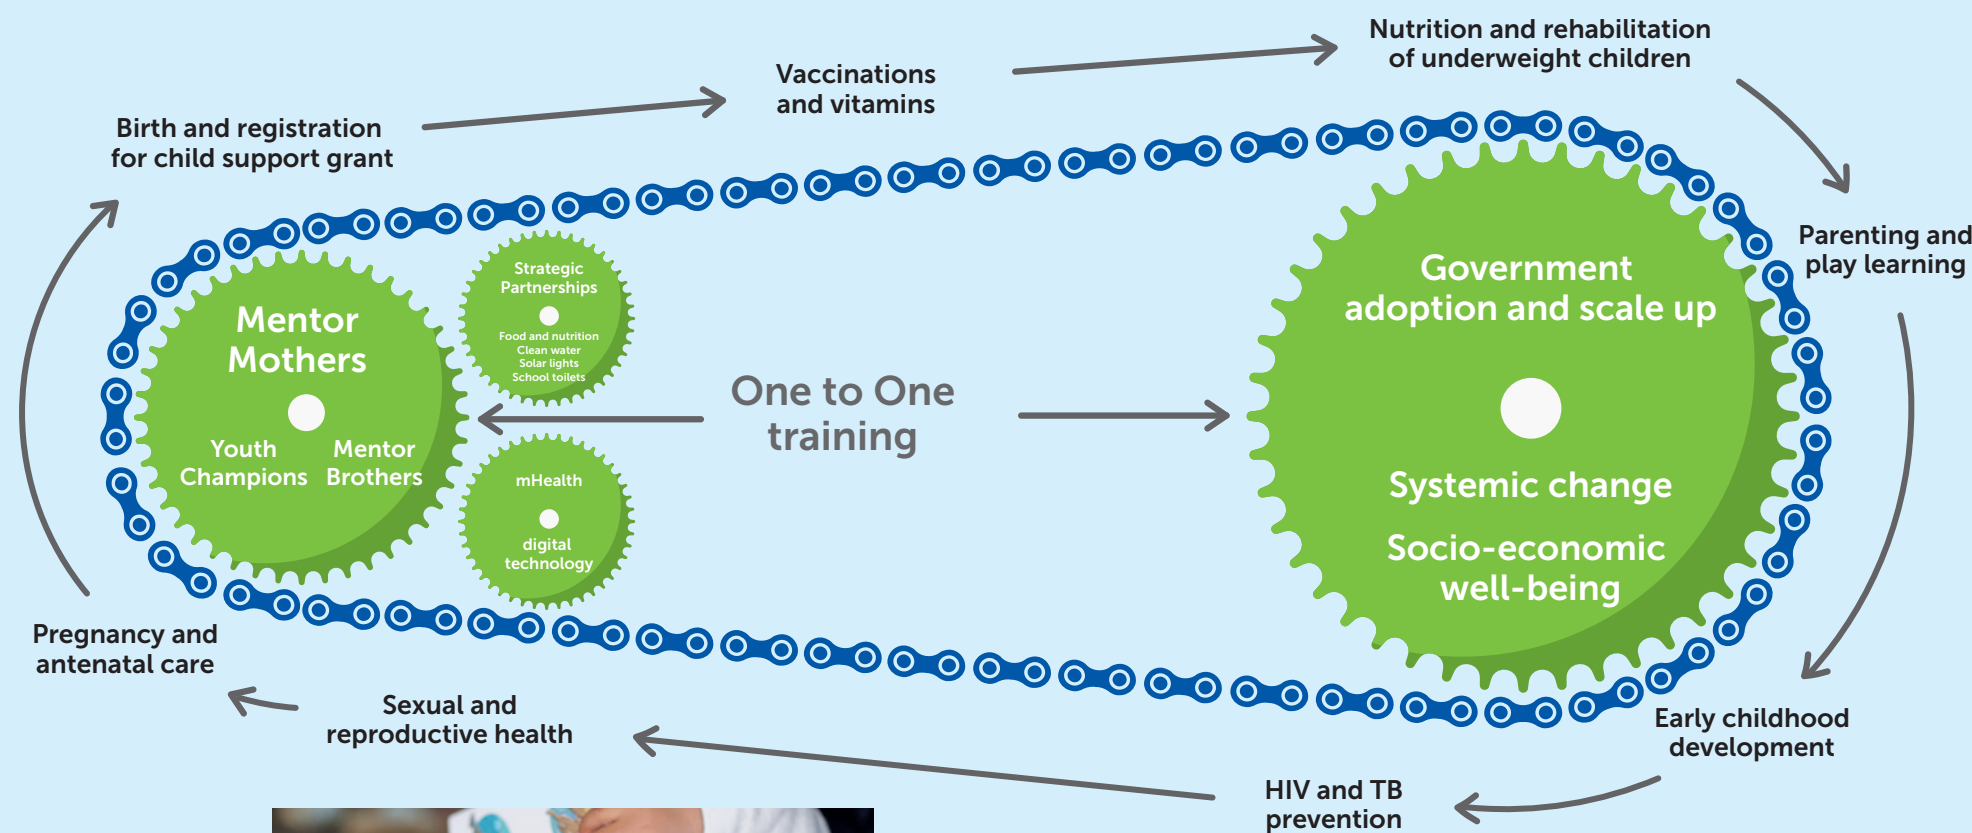 Nutrition and rehabilitation
of underweight children
Vaccinations
and vitamins
Birth and registration
for child support grant
Parenting and
play learning
Strategic
Partnerships
Food and nutrition
Clean water
Solar lights
School toilets
Mentor
Mothers
Youth
Champions
Mentor
Brothers
One to One
training
Government
adoption and scale up
Systemic change
Socio-economic
well-being
mHealth
digital
technology
Pregnancy and
antenatal care
Sexual and
reproductive health
Early childhood
development
HIV and TB
prevention